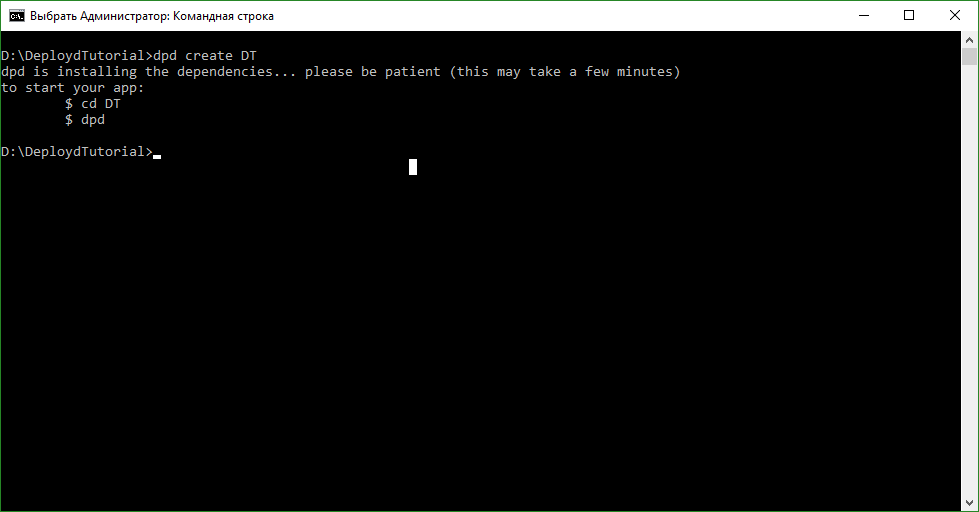 Выбрать Администратор: Командная строка
D:\DeploydTutorial>dpd create DT
dpd is installing the dependencies... please be patient (this may take a few minutes)
to start your app:
$ cd DT
$ dpd
D:\DeploydTutorial>